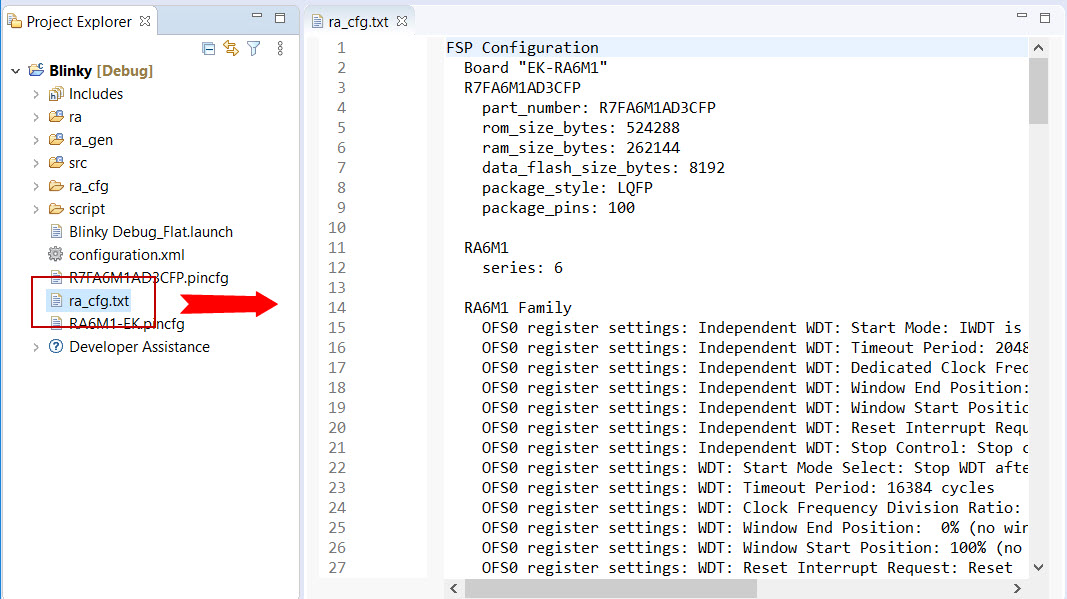 Project Explorer
Blinky [Debug]
Includes
ra
ra_gen
src
ra_cfg
script
Blinky Debug_Flat.launch
configuration.xml
R7FA6M1AD3CFP.pincfg
ra_cfg.txt
RA6M1-EK.pincfg
Developer Assistance
ra_cfg.txt
1 FSP Configuration
2 Board "EK-RA6M1"
3 R7FA6M1AD3CFP
4 part_number: R7FA6M1AD3CFP
5 rom_size_bytes: 524288
6 ram_size_bytes: 262144
7 data_flash_size_bytes: 8192
8 package_style: LQFP
9 package_pins: 100
10
11 RA6M1
12 series: 6
13
14 RA6M1 Family
15 OFS0 register settings: Independent WDT: Start Mode: IWDT is
16 OFS0 register settings: Independent WDT: Timeout Period: 2048
17 OFS0 register settings: Independent WDT: Dedicated Clock Freq
18 OFS0 register settings: Independent WDT: Window End Position:
19 OFS0 register settings: Independent WDT: Window Start Positio
20 OFS0 register settings: Independent WDT: Reset Interrupt Requ
21 OFS0 register settings: Independent WDT: Stop Control: Stop c
22 OFS0 register settings: WDT: Start Mode Select: Stop WDT afte
23 OFS0 register settings: WDT: Timeout Period: 16384 cycles
24 OFS0 register settings: WDT: Clock Frequency Division Ratio:
25 OFS0 register settings: WDT: Window End Position:  0% (no win
26 OFS0 register settings: WDT: Window Start Position: 100% (no
27 OFS0 register settings: WDT: Reset Interrupt Request: Reset